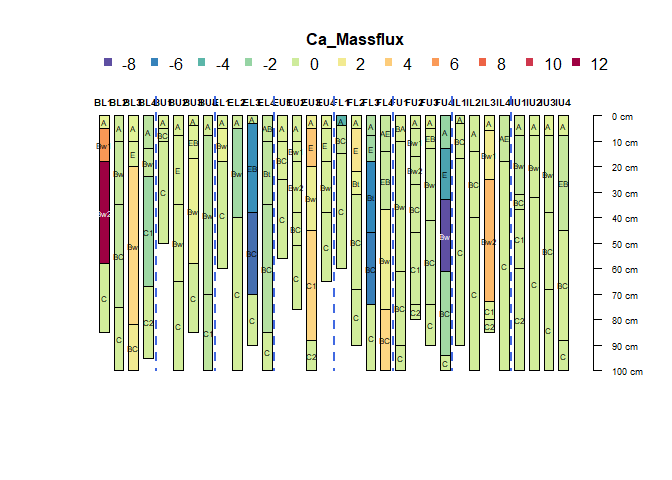 Ca_Massflux
-8 -6 -4 -2 0 2 4 6 8 10 12
BL1 BL2 BL3 BL4 BU1 BU2 BU3 BU4 EL1 EL2 EL3 EL4 EU1 EU2 EU3 EU4 FL1 FL2 FL3 FL4 FU1 FU2 FU3 FU4 IL1 IL2 IL3 IL4 IU1 IU2 IU3 IU4
A Bw1 Bw2 C
A Bw BC C
A E Bw BC
A Bw C1 C2
A BC C
A E Bw C
A EB Bw C
A Bw C1
A Bw C
A Bw C
A EB BC C
AB Bt BC C
A BC C
A Bw1 Bw2 BC C
A E Bw C1 C2
A E Bw C
A BC C
A E Bt BC C
A E Bt BC C
AE EB Bw BC
BA Bw BC C
A Bw1 Bw2 BC C1 C2
A EB Bw BC C
A E Bw BC C
A BC C
A C
A Bw1 Bw2 C1 C2
AE C
A Bw BC C1 C2
A Bw C
A Bw BC C
A EB BC C
0 cm
10 cm
20 cm
30 cm
40 cm
50 cm
60 cm
70 cm
80 cm
90 cm
100 cm